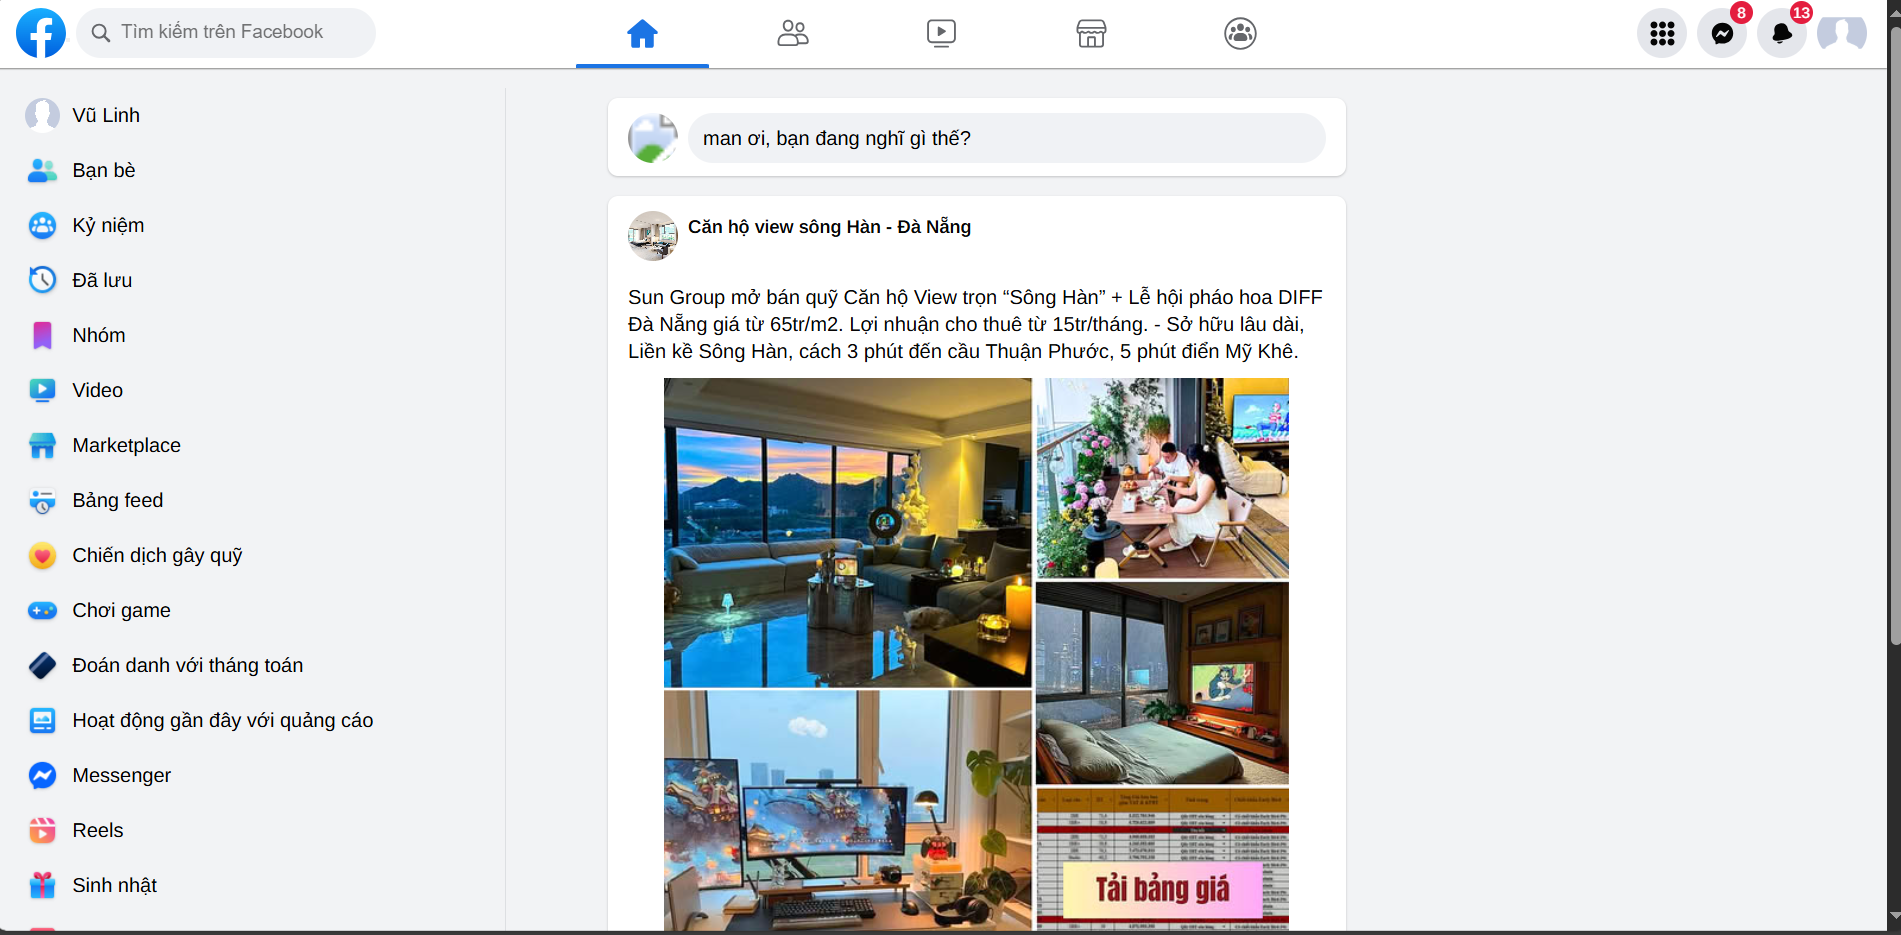 Tìm kiếm trên Facebook
8
13
Vũ Linh
Bạn bè
Kỷ niệm
Đã lưu
Nhóm
Video
Marketplace
Bảng feed
Chiến dịch gây quỹ
Chơi game
Đoán danh với tháng toán
Hoạt động gần đây với quảng cáo
Messenger
Reels
Sinh nhật
man ơi, bạn đang nghĩ gì thế?
Căn hộ view sông Hàn - Đà Nẵng
Sun Group mở bán quỹ Căn hộ View trọn “Sông Hàn” + Lễ hội pháo hoa DIFF
Đà Nẵng giá từ 65tr/m2. Lợi nhuận cho thuê từ 15tr/tháng. - Sở hữu lâu dài,
Liền kề Sông Hàn, cách 3 phút đến cầu Thuận Phước, 5 phút điển Mỹ Khê.
Tải bảng giá